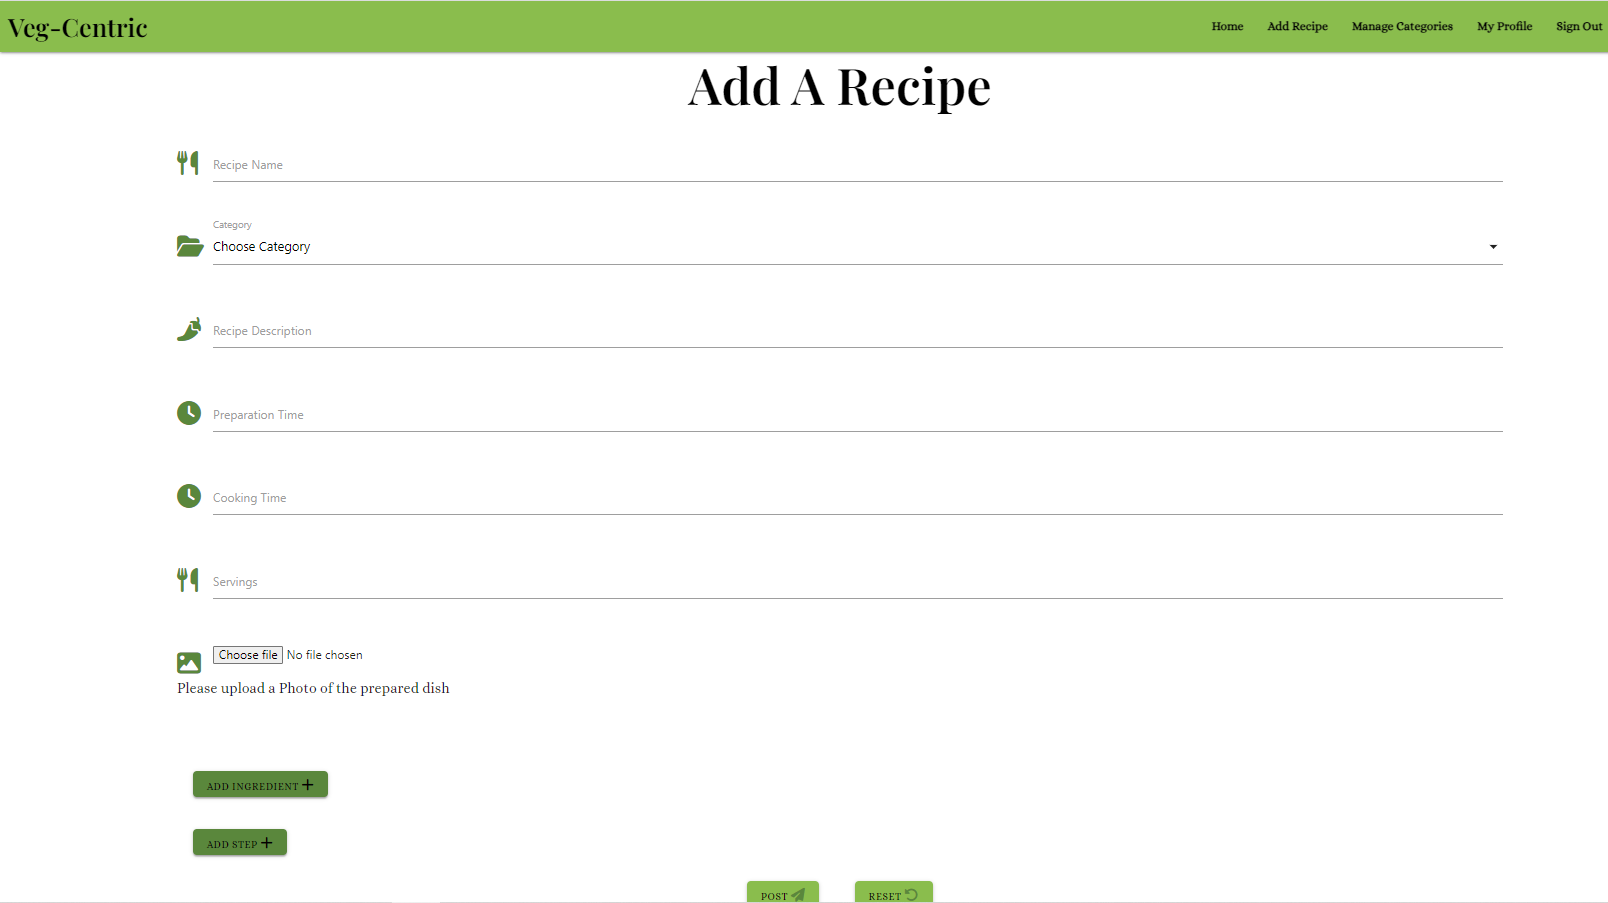 Veg-Centric
Home Add Recipe Manage Categories My Profile Sign Out
Add A Recipe
Recipe Name
Category
Choose Category
Recipe Description
Preparation Time
Cooking Time
Servings
Choose file No file chosen
Please upload a Photo of the prepared dish
ADD INGREDIENT
ADD STEP
POST RESET